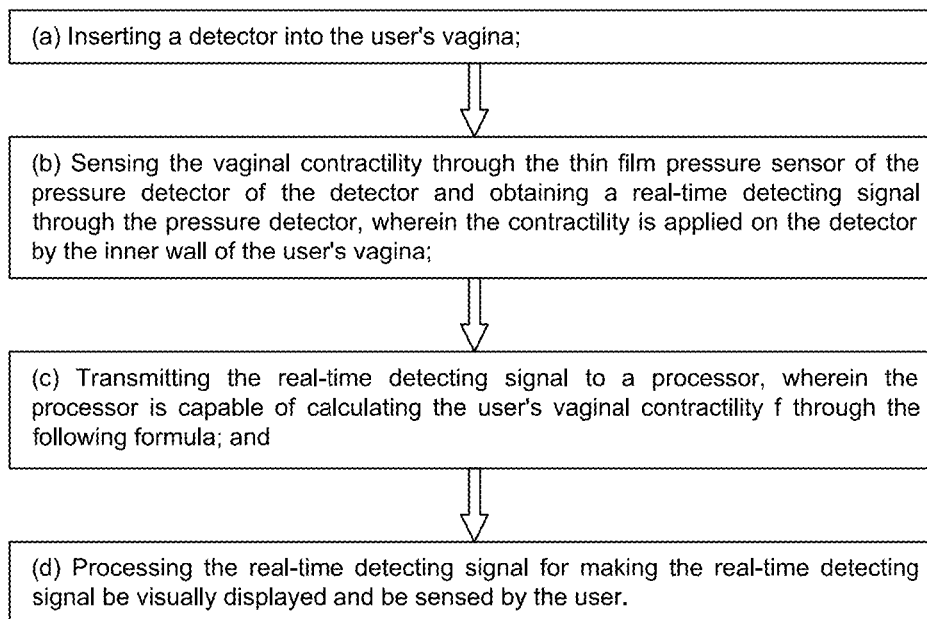 (a) Inserting a detector into the user's vagina;
(b) Sensing the vaginal contractility through the thin film pressure sensor of the
pressure detector of the detector and obtaining a real-time detecting signal
through the pressure detector, wherein the contractility is applied on the detector
by the inner wall of the user's vagina;
(c) Transmitting the real-time detecting signal to a processor, wherein the
processor is capable of calculating the user's vaginal contractility f through the
following formula; and
(d) Processing the real-time detecting signal for making the real-time detecting
signal be visually displayed and be sensed by the user.